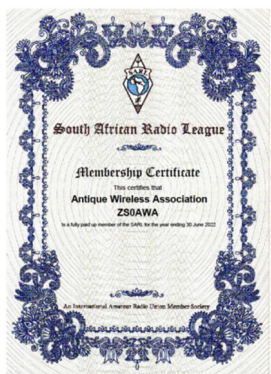 SARL
South African Radio League
Membership Certificate
This certifies that
Antique Wireless Association
ZS0AWA
Is a fully paid up member of the SARL for the year ending 30 June 2022
An International Amateur Radio Union Member Society